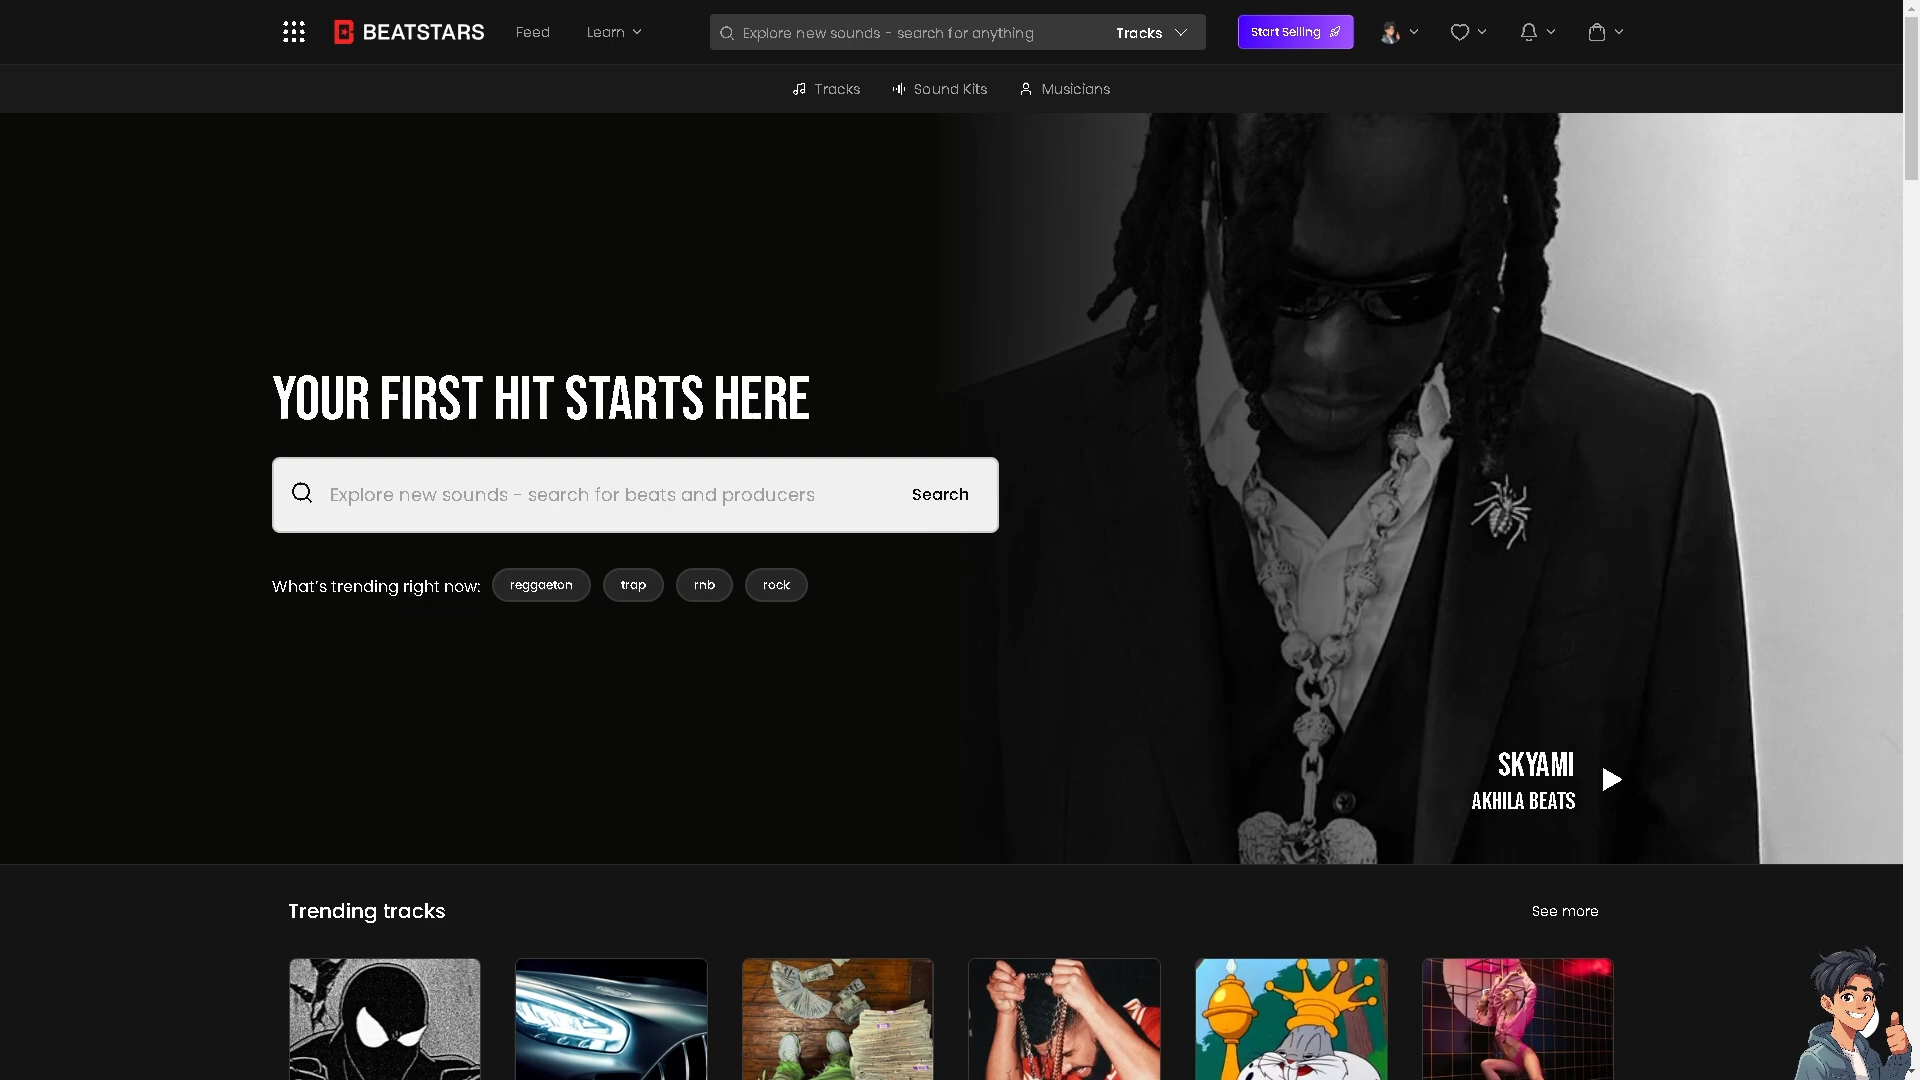 BEATSTARS
Feed
Learn
Explore new sounds - search for anything
Tracks
Start Selling
Tracks
Sound Kits
Musicians
YOUR FIRST HIT STARTS HERE
Explore new sounds - search for beats and producers
Search
What's trending right now:
reggaeton
trap
rnb
rock
SKYAMI
AKHILA BEATS
Trending tracks
See more